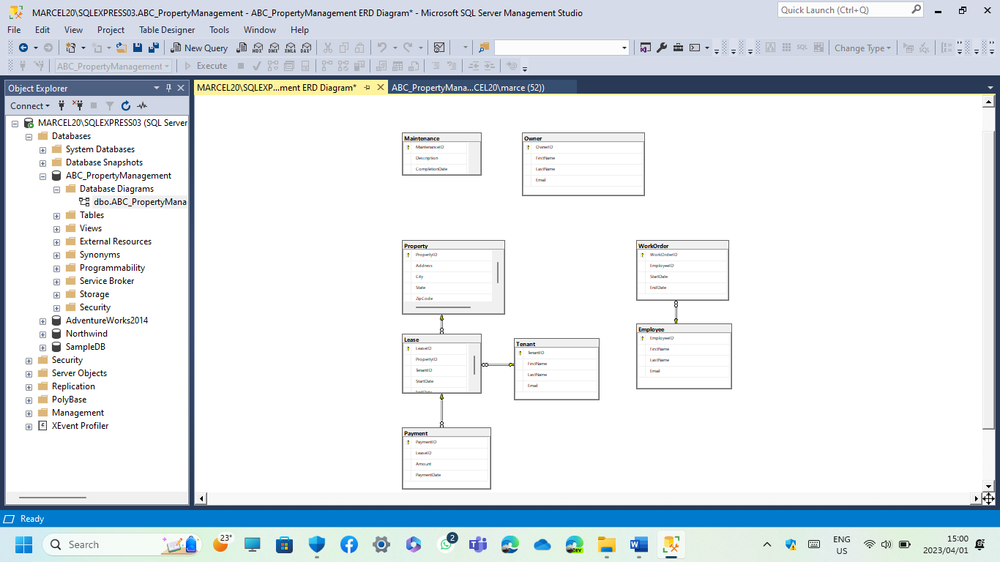 MARCEL20\SQLEXPRESS03.ABC_PropertyManagement - ABC_PropertyManagement ERD Diagram* - Microsoft SQL Server Management Studio
Quick Launch (Ctrl+Q)
File Edit View Project Table Designer Tools Window Help
New Query MDX DMX XMLA DAX SQL Change Type
ABC_PropertyManagement Execute
Object Explorer
MARCEL20\SQLEXP...ment ERD Diagram*
ABC_PropertyMana...CEL20\marce (52))
Connect
MARCEL20\SQLEXPRESS03 (SQL Server
Databases
System Databases
Database Snapshots
ABC_PropertyManagement
Database Diagrams
dbo.ABC_PropertyMana
Tables
Views
External Resources
Synonyms
Programmability
Service Broker
Storage
Security
AdventureWorks2014
Northwind
SampleDB
Security
Server Objects
Replication
PolyBase
Management
XEvent Profiler
Maintenance
MaintenanceID
Description
CompletionDate
Owner
OwnerID
FirstName
LastName
Email
Property
PropertyID
Address
City
State
ZipCode
WorkOrder
WorkOrderID
EmployeeID
StartDate
EndDate
Lease
LeaseID
PropertyID
TenantID
StartDate
EndDate
Tenant
TenantID
FirstName
LastName
Email
Employee
EmployeeID
FirstName
LastName
Email
Payment
PaymentID
LeaseID
Amount
PaymentDate
Ready
Search
23°
2
DEV
ENG
US
15:00
2023/04/01